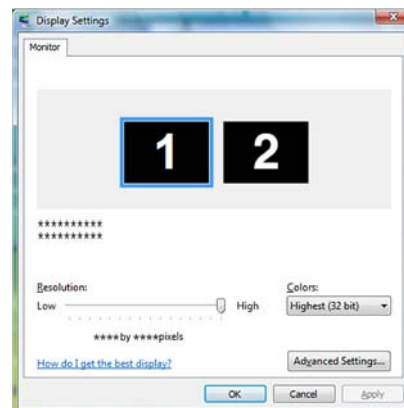 Display Settings
Monitor
1 2
**********
**********
Resolution: Colors:
Low High Highest (32 bit)
****by ****pixels
How do I get the best display? Advanced Settings...
OK Cancel Apply